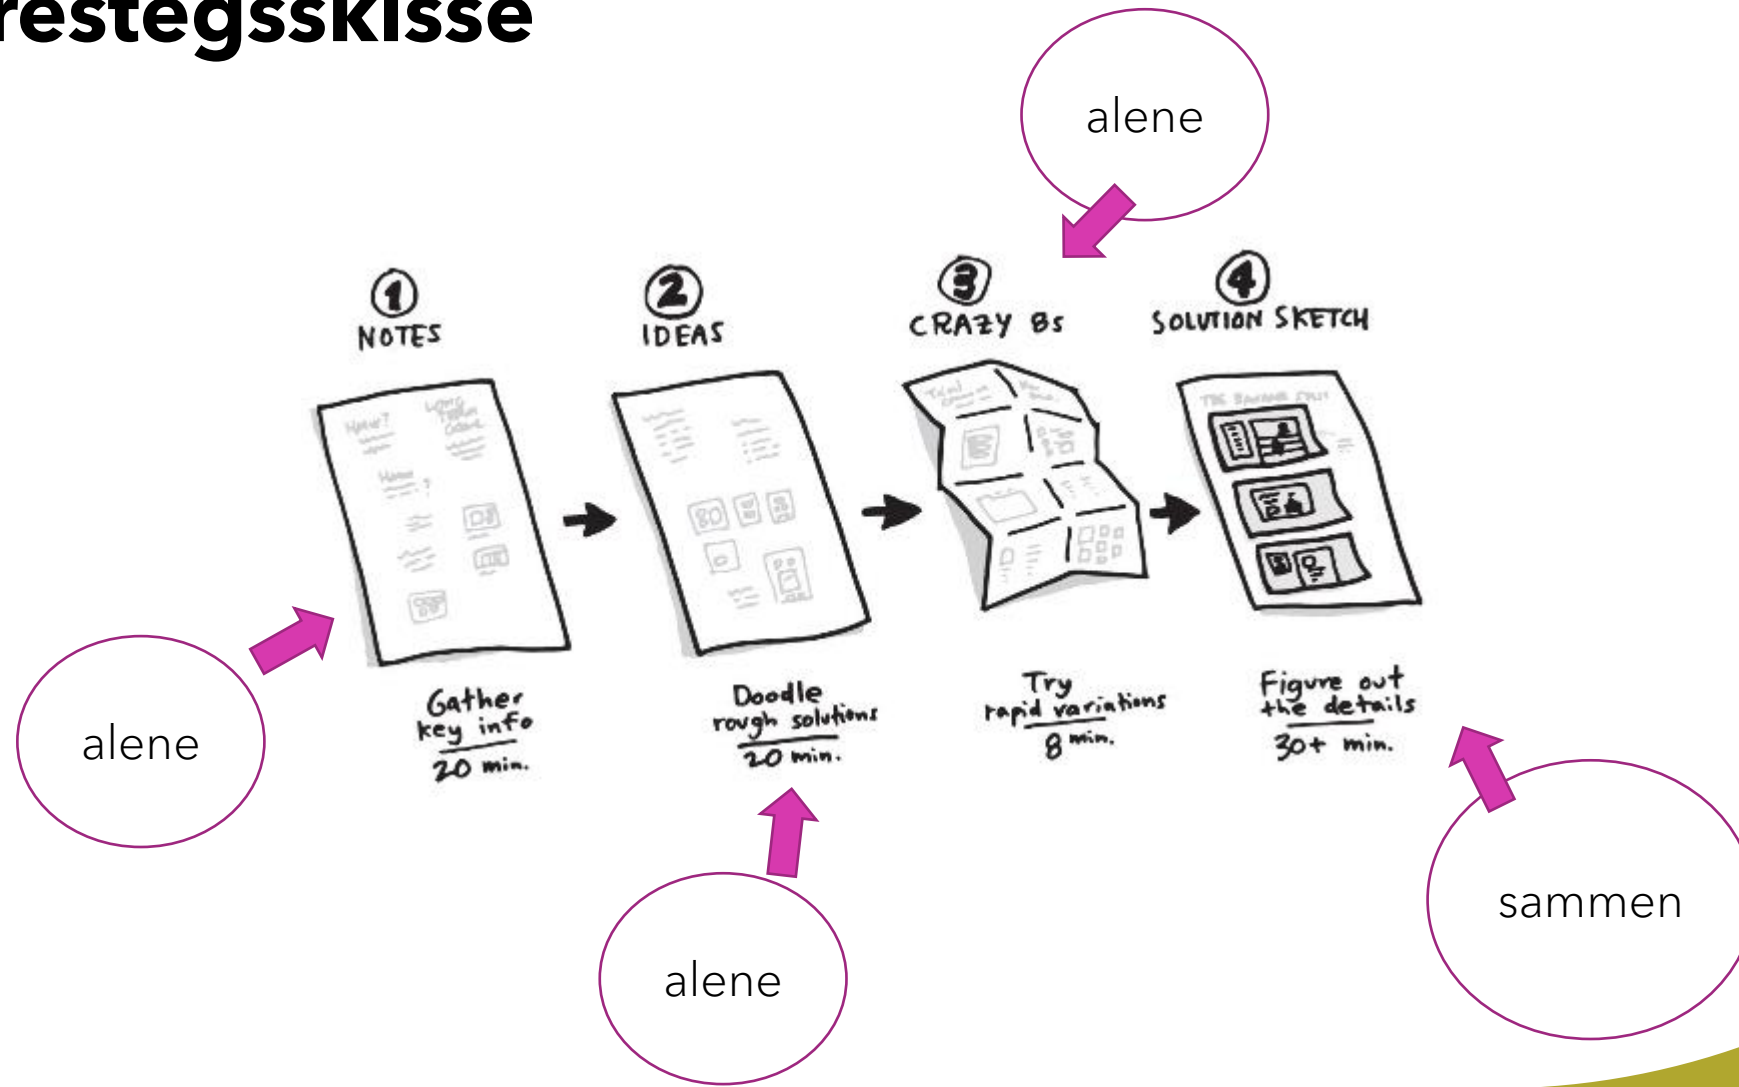 restegsskisse
alene
1
NOTES
2
IDEAS
3
CRAZY 8s
4
SOLUTION SKETCH
Gather
key info
20 min.
Doodle
rough solutions
20 min.
Try
rapid variations
8 min.
Figure out
the details
30+ min.
alene
alene
sammen